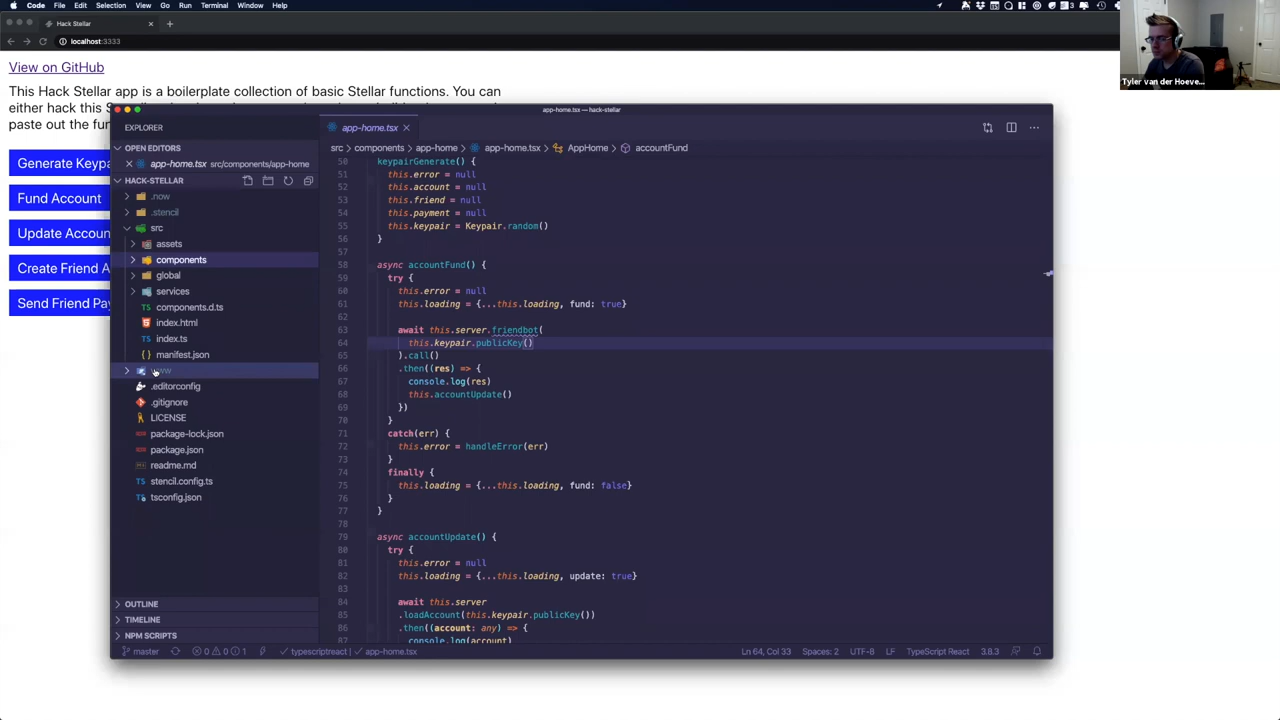 Code File Edit Selection View Go Run Terminal Window Help
Hack Stellar
localhost:3333
Tyler van der Hoeve...
View on GitHub
This Hack Stellar app is a boilerplate collection of basic Stellar functions. You can
either hack this S
paste out the fun
Generate Keypa
Fund Account
Update Accoun
Create Friend A
Send Friend Pay
app-home.tsx — hack-stellar
EXPLORER
OPEN EDITORS
app-home.tsx src/components/app-home
HACK-STELLAR
.now
.stencil
src
assets
components
global
services
components.d.ts
index.html
index.ts
manifest.json
www
.editorconfig
.gitignore
LICENSE
package-lock.json
package.json
readme.md
stencil.config.ts
tsconfig.json
OUTLINE
TIMELINE
NPM SCRIPTS
app-home.tsx
src > components > app-home > app-home.tsx > AppHome > accountFund
50 keypairGenerate() {
51 this.error = null
52 this.account = null
53 this.friend = null
54 this.payment = null
55 this.keypair = Keypair.random()
56 }
57
58 async accountFund() {
59 try {
60 this.error = null
61 this.loading = {...this.loading, fund: true}
62
63 await this.server.friendbot(
64 this.keypair.publicKey()
65 ).call()
66 .then((res) => {
67 console.log(res)
68 this.accountUpdate()
69 })
70 }
71 catch(err) {
72 this.error = handleError(err)
73 }
74 finally {
75 this.loading = {...this.loading, fund: false}
76 }
77 }
78
79 async accountUpdate() {
80 try {
81 this.error = null
82 this.loading = {...this.loading, update: true}
83
84 await this.server
85 .loadAccount(this.keypair.publicKey())
86 .then((account: any) => {
87 console.log(account)
master 0 0 1 typescriptreact | app-home.tsx
Ln 64, Col 33 Spaces: 2 UTF-8 LF TypeScript React 3.8.3